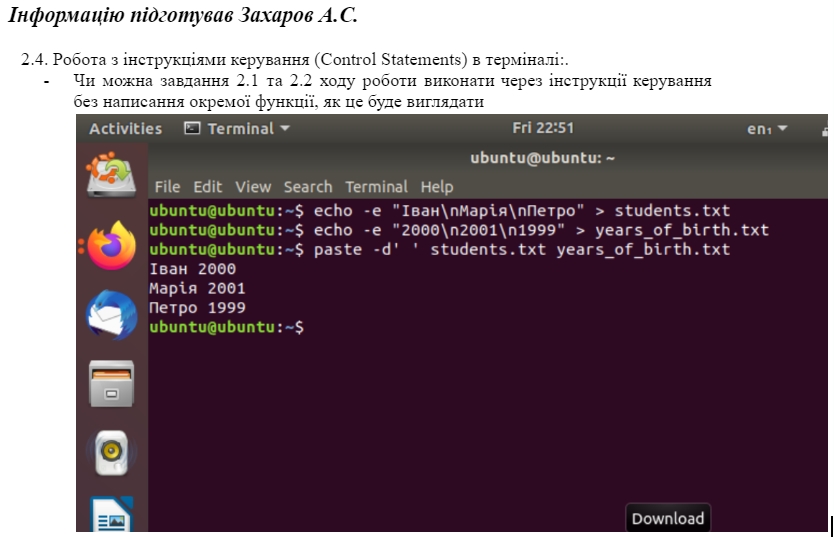 Інформацію підготував Захаров А.С.
2.4. Робота з інструкціями керування (Control Statements) в терміналі:.
- Чи можна завдання 2.1 та 2.2 ходу роботи виконати через інструкції керування
без написання окремої функції, як це буде виглядати
Activities Terminal Fri 22:51 en₁
ubuntu@ubuntu: ~
File Edit View Search Terminal Help
ubuntu@ubuntu:~$ echo -e "Іван\nМарія\nПетро" > students.txt
ubuntu@ubuntu:~$ echo -e "2000\n2001\n1999" > years_of_birth.txt
ubuntu@ubuntu:~$ paste -d' ' students.txt years_of_birth.txt
Іван 2000
Марія 2001
Петро 1999
ubuntu@ubuntu:~$
Download